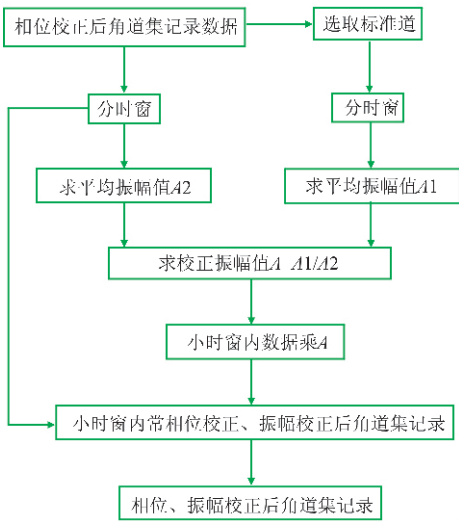 相位校正后角道集记录数据
选取标准道
分时窗
分时窗
求平均振幅值A2
求平均振幅值A1
求校正振幅值A A1/A2
小时窗内数据乘A
小时窗内常相位校正、振幅校正后角道集记录
相位、振幅校正后角道集记录